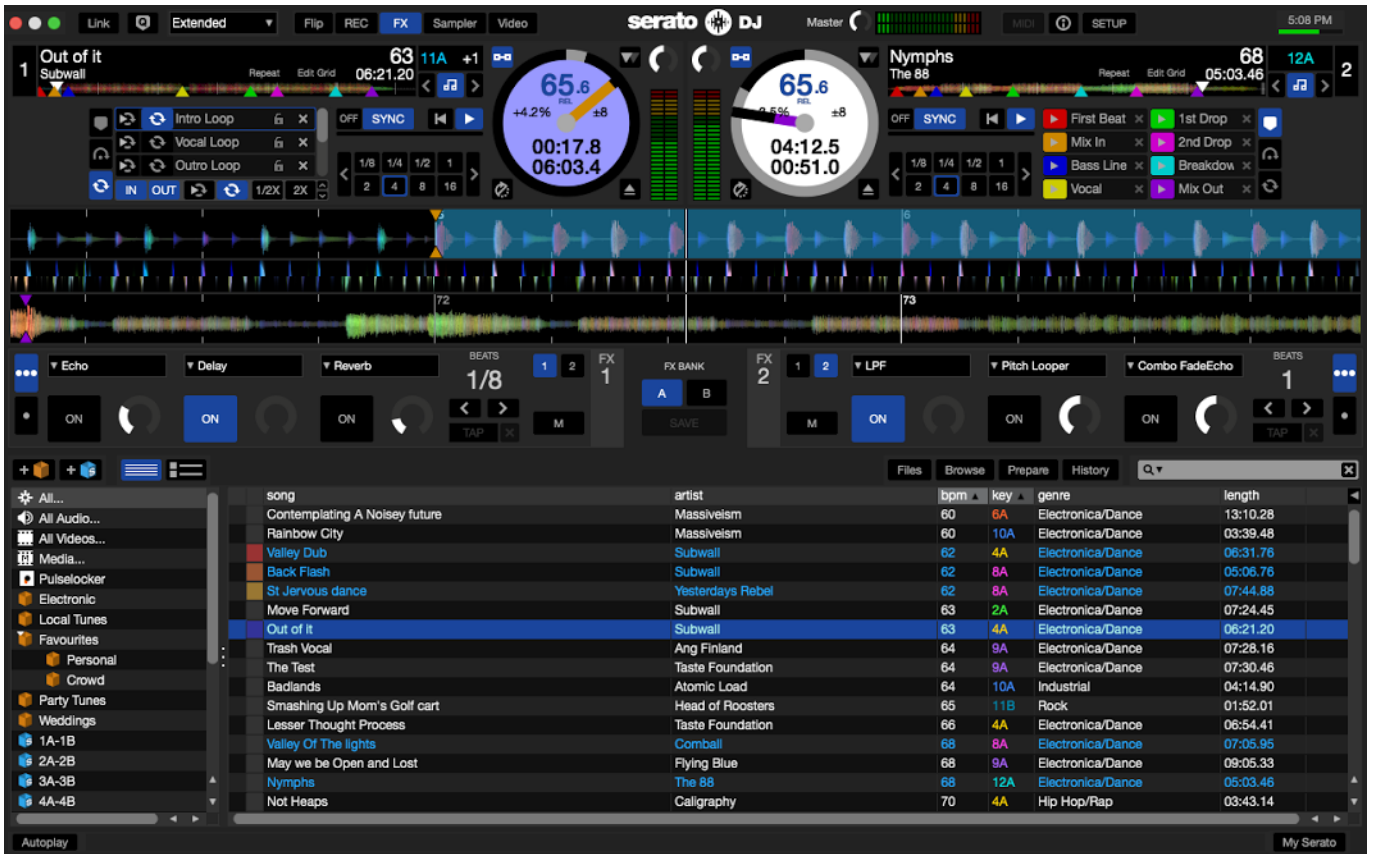 Link Extended Flip REC FX Sampler Video serato DJ Master MIDI SETUP 5:08 PM
1 Out of it 63 11A +1
Subwall Repeat Edit Grid 06:21.20
Intro Loop
Vocal Loop
Outro Loop
IN OUT 1/2X 2X
OFF SYNC
1/8 1/4 1/2 1
2 4 8 16
65.6
REL
+4.2% ±8
00:17.8
06:03.4
65.6
REL
±8
04:12.5
00:51.0
Nymphs 68 12A
The 88 Repeat Edit Grid 05:03.46 2
OFF SYNC
1/8 1/4 1/2 1
2 4 8 16
First Beat 1st Drop
Mix In 2nd Drop
Bass Line Breakdow
Vocal Mix Out
6
72 73
Echo Delay Reverb BEATS 1/8 1 2 FX 1 FX BANK FX 2 1 2 LPF Pitch Looper Combo FadeEcho BEATS 1
A B
ON ON ON TAP M SAVE M ON ON ON TAP
Files Browse Prepare History
song artist bpm key genre length
All...
All Audio...
All Videos...
Media...
Pulselocker
Electronic
Local Tunes
Favourites
Personal
Crowd
Party Tunes
Weddings
1A-1B
2A-2B
3A-3B
4A-4B
Contemplating A Noisey future Massiveism 60 6A Electronica/Dance 13:10.28
Rainbow City Massiveism 60 10A Electronica/Dance 03:39.48
Valley Dub Subwall 62 4A Electronica/Dance 06:31.76
Back Flash Subwall 62 8A Electronica/Dance 05:06.76
St Jervous dance Yesterdays Rebel 62 8A Electronica/Dance 07:44.88
Move Forward Subwall 63 2A Electronica/Dance 07:24.45
Out of it Subwall 63 4A Electronica/Dance 06:21.20
Trash Vocal Ang Finland 64 9A Electronica/Dance 07:28.16
The Test Taste Foundation 64 9A Electronica/Dance 07:30.46
Badlands Atomic Load 64 10A Industrial 04:14.90
Smashing Up Mom's Golf cart Head of Roosters 65 11B Rock 01:52.01
Lesser Thought Process Taste Foundation 66 4A Electronica/Dance 06:54.41
Valley Of The lights Comball 68 8A Electronica/Dance 07:05.95
May we be Open and Lost Flying Blue 68 9A Electronica/Dance 09:05.33
Nymphs The 88 68 12A Electronica/Dance 05:03.46
Not Heaps Caligraphy 70 4A Hip Hop/Rap 03:43.14
Autoplay My Serato